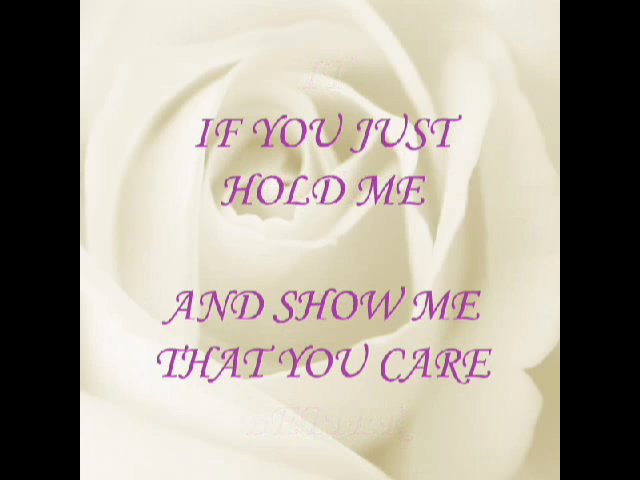 IF YOU JUST
HOLD ME
AND SHOW ME
THAT YOU CARE